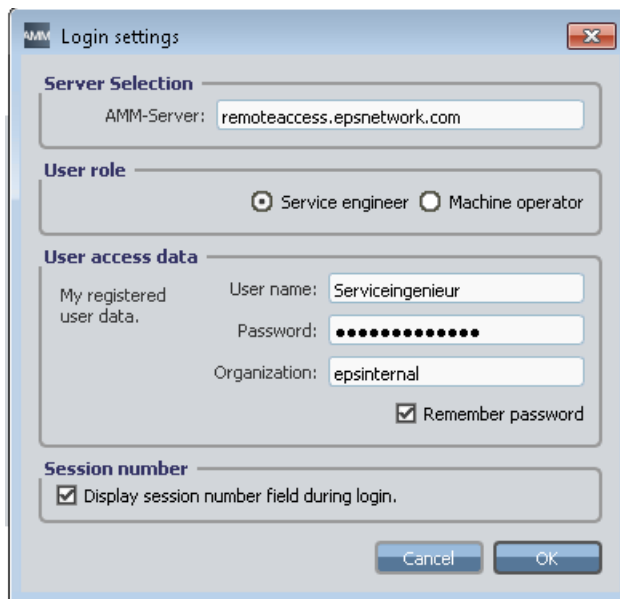 AMM Login settings
Server Selection
AMM-Server: remoteaccess.epsnetwork.com
User role
Service engineer Machine operator
User access data
My registered
user data.
User name: Serviceingenieur
Password: •••••••••••••
Organization: epsinternal
Remember password
Session number
Display session number field during login.
Cancel OK